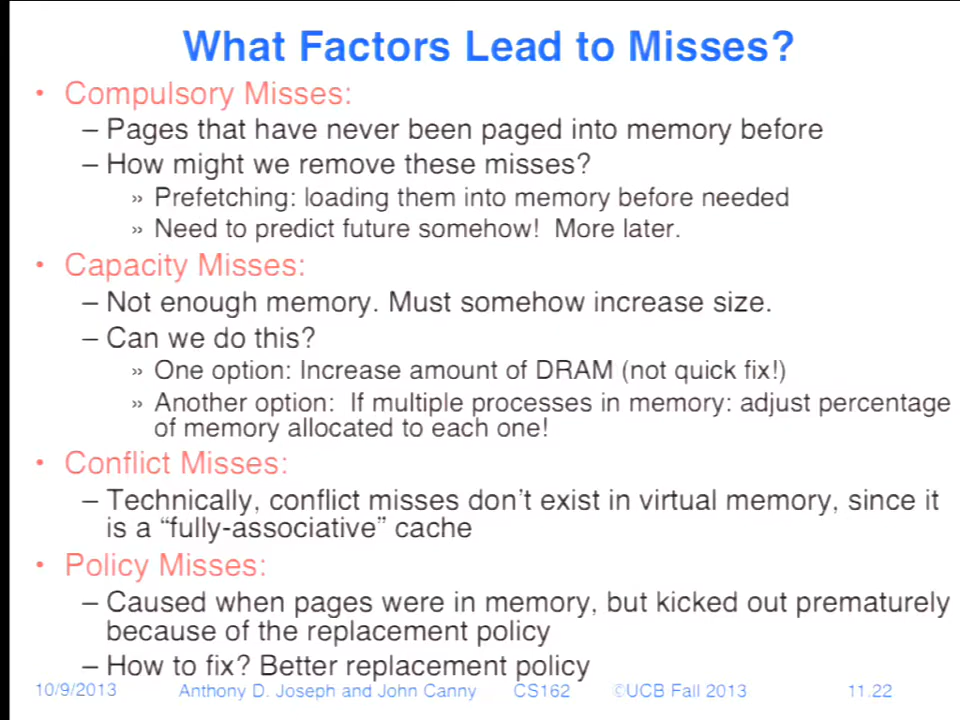 What Factors Lead to Misses?
• Compulsory Misses:
– Pages that have never been paged into memory before
– How might we remove these misses?
» Prefetching: loading them into memory before needed
» Need to predict future somehow! More later.
• Capacity Misses:
– Not enough memory. Must somehow increase size.
– Can we do this?
» One option: Increase amount of DRAM (not quick fix!)
» Another option: If multiple processes in memory: adjust percentage
of memory allocated to each one!
• Conflict Misses:
– Technically, conflict misses don't exist in virtual memory, since it
is a “fully-associative” cache
• Policy Misses:
– Caused when pages were in memory, but kicked out prematurely
because of the replacement policy
– How to fix? Better replacement policy
10/9/2013 Anthony D. Joseph and John Canny CS162 ©UCB Fall 2013 11.22